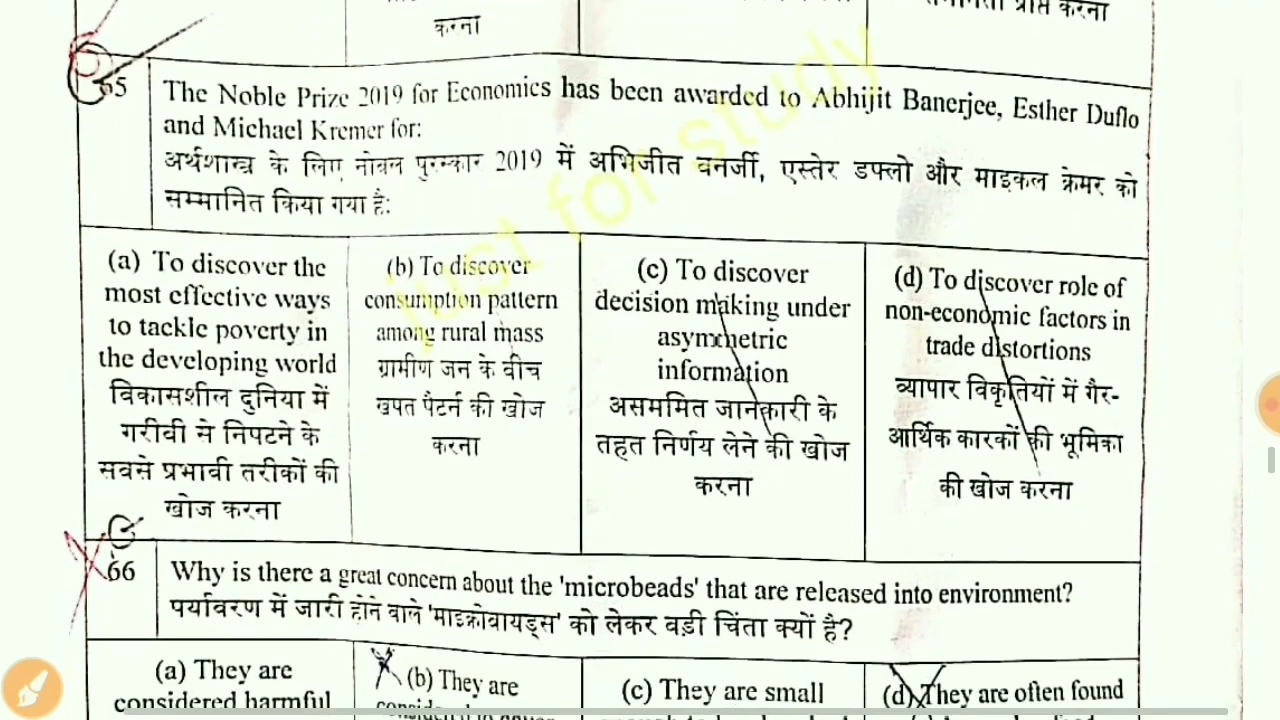 करना
प्राप्त करना
65
The Noble Prize 2019 for Economics has been awarded to Abhijit Banerjee, Esther Duflo
and Michael Kremer for:
अर्थशास्त्र के लिए नोबल पुरस्कार 2019 में अभिजीत बनर्जी, एस्तेर डफ्लो और माइकल क्रेमर को
सम्मानित किया गया है:
(a) To discover the
most effective ways
to tackle poverty in
the developing world
विकासशील दुनिया में
गरीबी से निपटने के
सबसे प्रभावी तरीकों की
खोज करना
(b) To discover
consumption pattern
among rural mass
ग्रामीण जन के बीच
खपत पैटर्न की खोज
करना
(c) To discover
decision making under
asymmetric
information
असममित जानकारी के
तहत निर्णय लेने की खोज
करना
(d) To discover role of
non-economic factors in
trade distortions
व्यापार विकृतियों में गैर-
आर्थिक कारकों की भूमिका
की खोज करना
just for study
66
Why is there a great concern about the 'microbeads' that are released into environment?
पर्यावरण में जारी होने वाले 'माइक्रोबायड्स' को लेकर बड़ी चिंता क्यों है?
(a) They are
considered harmful
(b) They are
(c) They are small
(d) They are often found